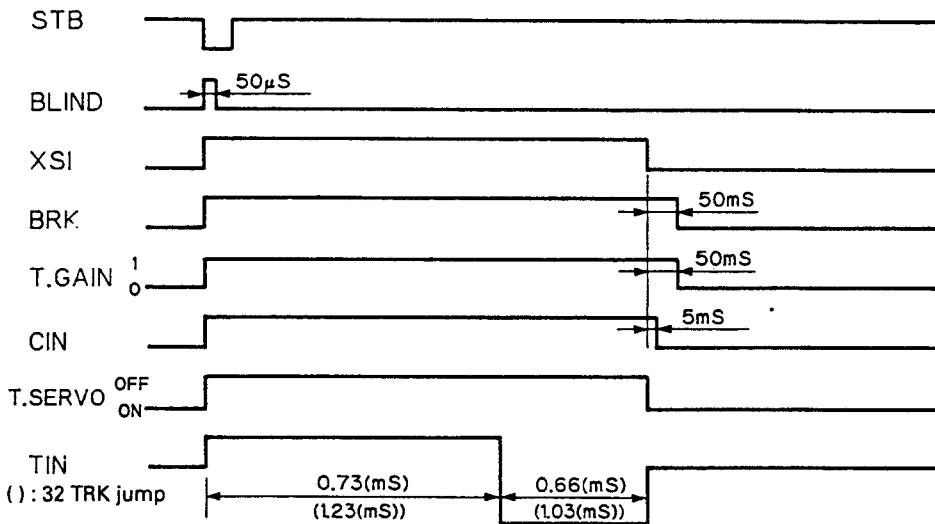 STB
50μS
BLIND
XSI
BRK
50mS
T.GAIN 1
0
50mS
CIN
5mS
T.SERVO OFF
ON
TIN
( ) : 32 TRK jump
0.73(mS)
(1.23(mS))
0.66(mS)
(1.03(mS))